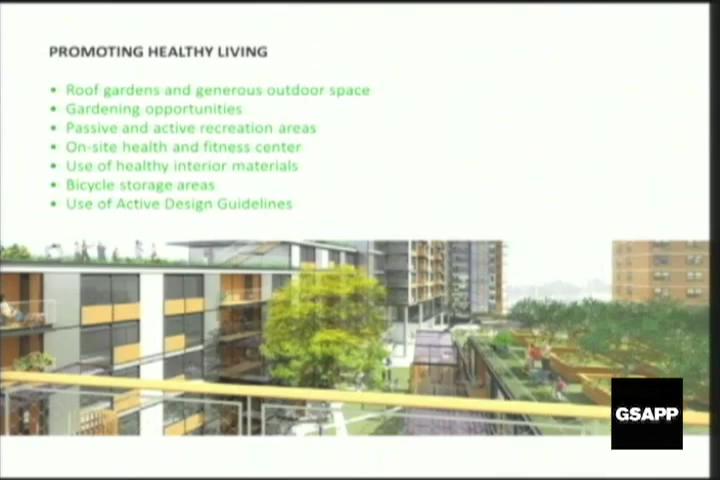 PROMOTING HEALTHY LIVING
• Roof gardens and generous outdoor space
• Gardening opportunities
• Passive and active recreation areas
• On-site health and fitness center
• Use of healthy interior materials
• Bicycle storage areas
• Use of Active Design Guidelines
GSAPP